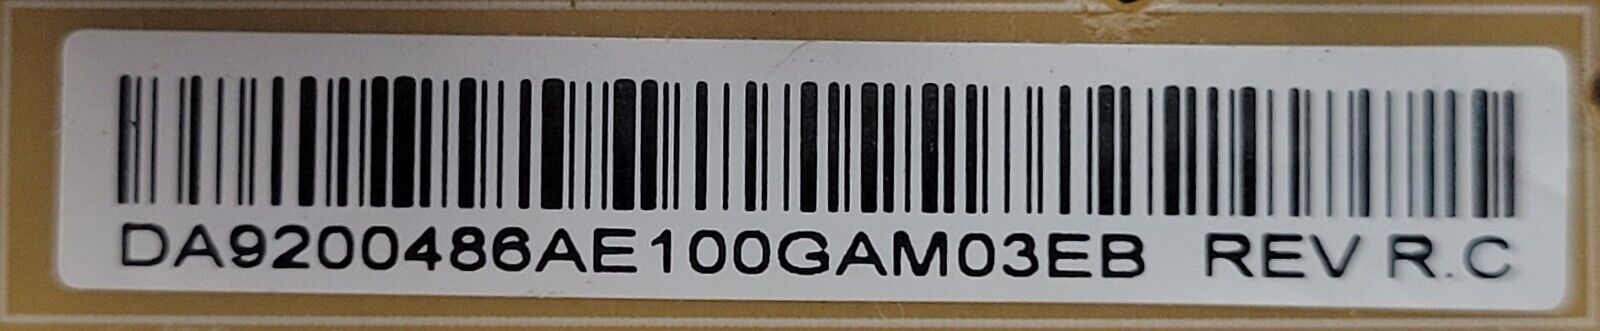 DA9200486AE100GAM03EB REV R.C